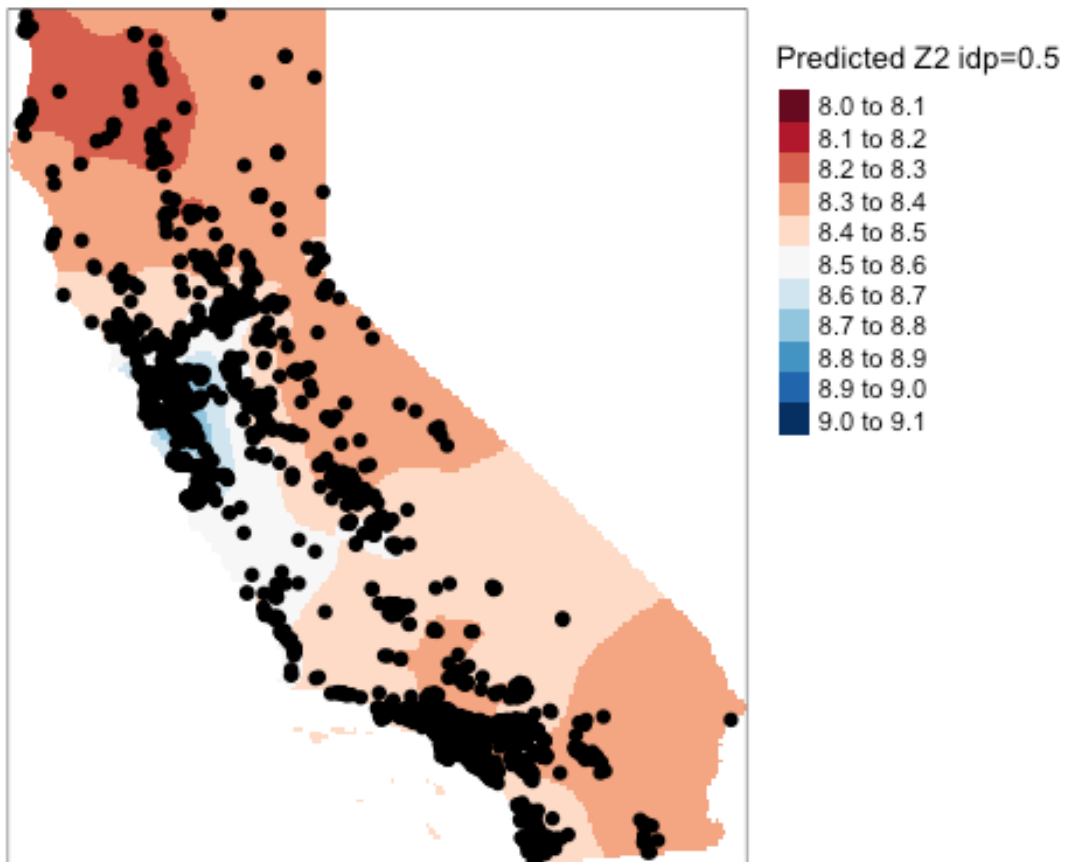 Predicted Z2 idp=0.5
8.0 to 8.1
8.1 to 8.2
8.2 to 8.3
8.3 to 8.4
8.4 to 8.5
8.5 to 8.6
8.6 to 8.7
8.7 to 8.8
8.8 to 8.9
8.9 to 9.0
9.0 to 9.1